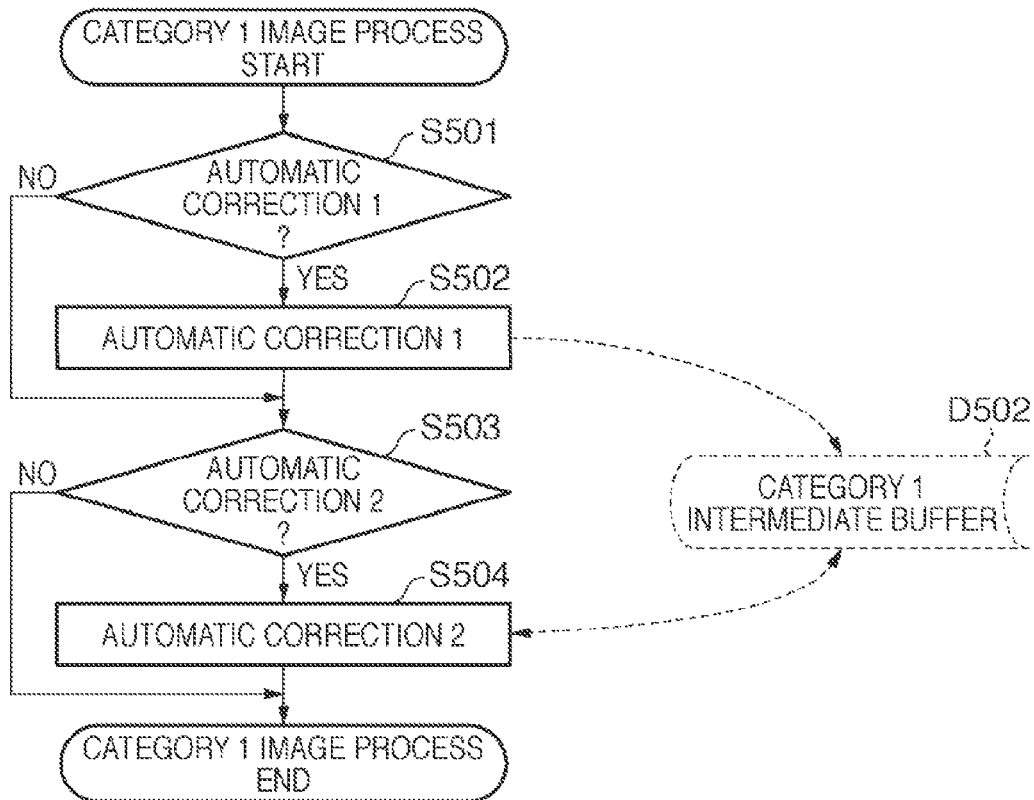 CATEGORY 1 IMAGE PROCESS
START
S501
NO
AUTOMATIC
CORRECTION 1
?
YES
S502
AUTOMATIC CORRECTION 1
S503
D502
NO
AUTOMATIC
CORRECTION 2
?
CATEGORY 1
INTERMEDIATE BUFFER
YES
S504
AUTOMATIC CORRECTION 2
CATEGORY 1 IMAGE PROCESS
END